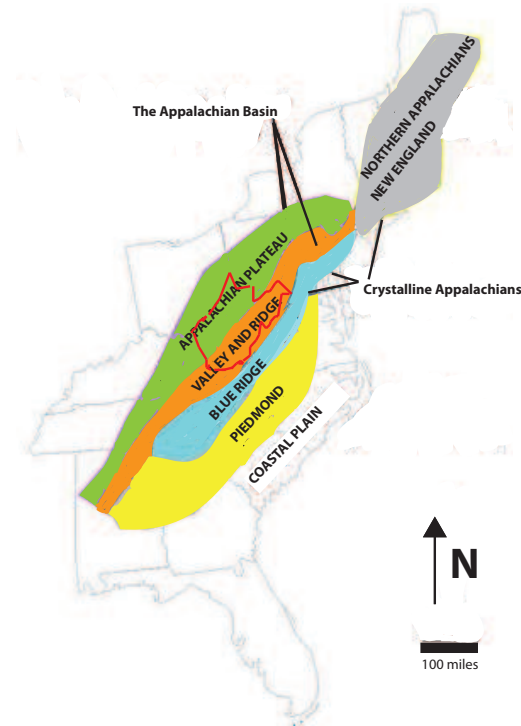 NORTHERN APPALACHIANS
NEW ENGLAND
The Appalachian Basin
APPALACHIAN PLATEAU
Crystalline Appalachians
VALLEY AND RIDGE
BLUE RIDGE
PIEDMOND
COASTAL PLAIN
N
100 miles